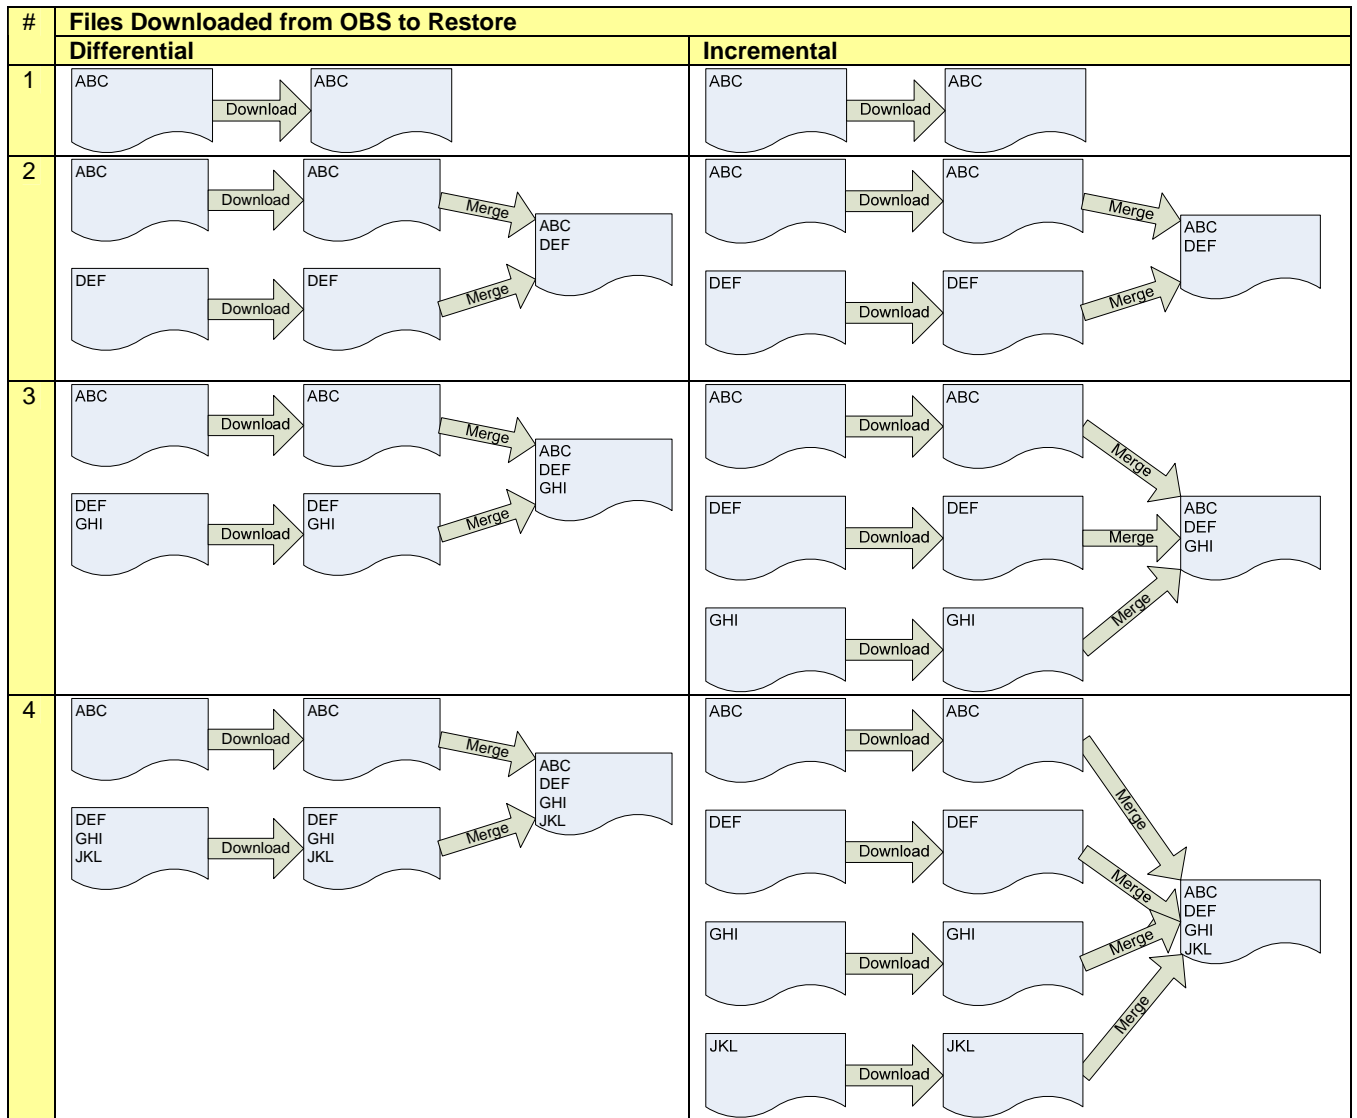 # Files Downloaded from OBS to Restore
Differential Incremental
1
ABC Download ABC
ABC Download ABC
2
ABC Download ABC Merge
DEF Download DEF Merge
ABC
DEF
ABC Download ABC Merge
DEF Download DEF Merge
ABC
DEF
3
ABC Download ABC Merge
DEF
GHI
Download
DEF
GHI
Merge
ABC
DEF
GHI
ABC Download ABC Merge
DEF Download DEF Merge
GHI Download GHI Merge
ABC
DEF
GHI
4
ABC Download ABC Merge
DEF
GHI
JKL
Download
DEF
GHI
JKL
Merge
ABC
DEF
GHI
JKL
ABC Download ABC Merge
DEF Download DEF Merge
GHI Download GHI Merge
JKL Download JKL Merge
ABC
DEF
GHI
JKL